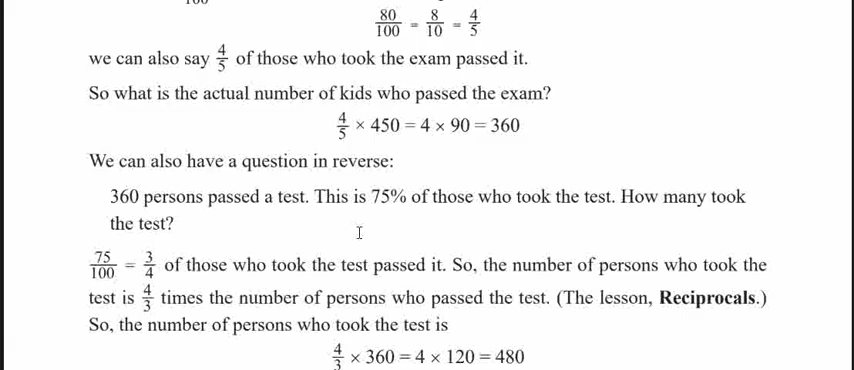 100
80/100 = 8/10 = 4/5
we can also say 4/5 of those who took the exam passed it.
So what is the actual number of kids who passed the exam?
4/5 × 450 = 4 × 90 = 360
We can also have a question in reverse:
360 persons passed a test. This is 75% of those who took the test. How many took
the test?
75/100 = 3/4 of those who took the test passed it. So, the number of persons who took the
test is 4/3 times the number of persons who passed the test. (The lesson, Reciprocals.)
So, the number of persons who took the test is
4/3 × 360 = 4 × 120 = 480